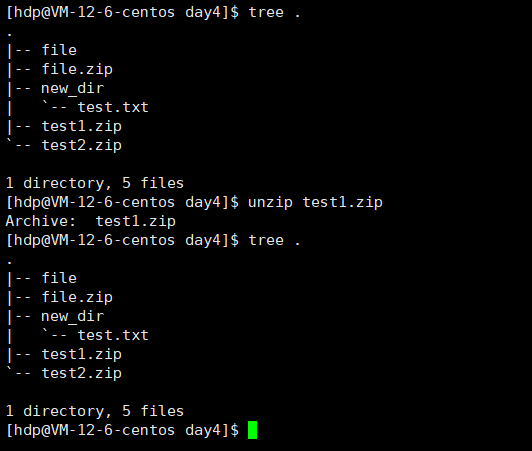 [hdp@VM-12-6-centos day4]$ tree .
.
|-- file
|-- file.zip
|-- new_dir
|   `-- test.txt
|-- test1.zip
`-- test2.zip

1 directory, 5 files
[hdp@VM-12-6-centos day4]$ unzip test1.zip
Archive:  test1.zip
[hdp@VM-12-6-centos day4]$ tree .
.
|-- file
|-- file.zip
|-- new_dir
|   `-- test.txt
|-- test1.zip
`-- test2.zip

1 directory, 5 files
[hdp@VM-12-6-centos day4]$